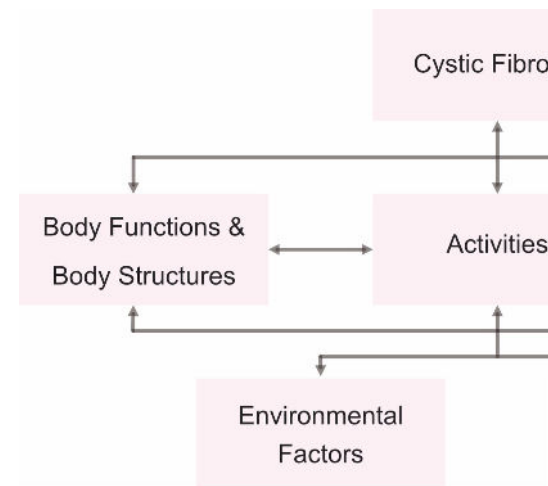 Cystic Fibro
Body Functions &
Body Structures
Activities
Environmental
Factors